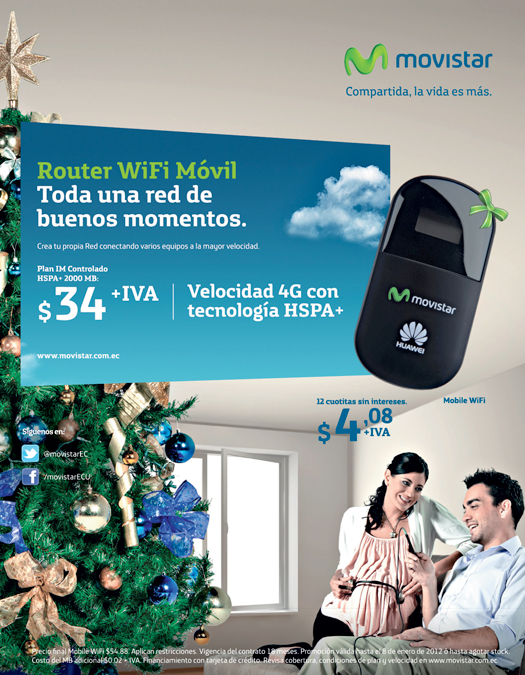 movistar
Compartida, la vida es más.
Router WiFi Móvil
Toda una red de
buenos momentos.
Crea tu propia Red conectando varios equipos a la mayor velocidad.
Plan IM Controlado
HSPA+ 2000 MB:
$34 +IVA
Velocidad 4G con
tecnología HSPA+
www.movistar.com.ec
movistar
HUAWEI
Mobile WiFi
12 cuotitas sin intereses.
$4,08
+IVA
Síguenos en:
@movistarEC
/movistarECU
Precio final Mobile WiFi $54.88. Aplican restricciones. Vigencia del contrato 18 meses. Promoción válida hasta el 8 de enero de 2012 ó hasta agotar stock.
Costo del MB adicional $0.02 + IVA. Financiamiento con tarjeta de crédito. Revisa cobertura, condiciones de plan y velocidad en www.movistar.com.ec